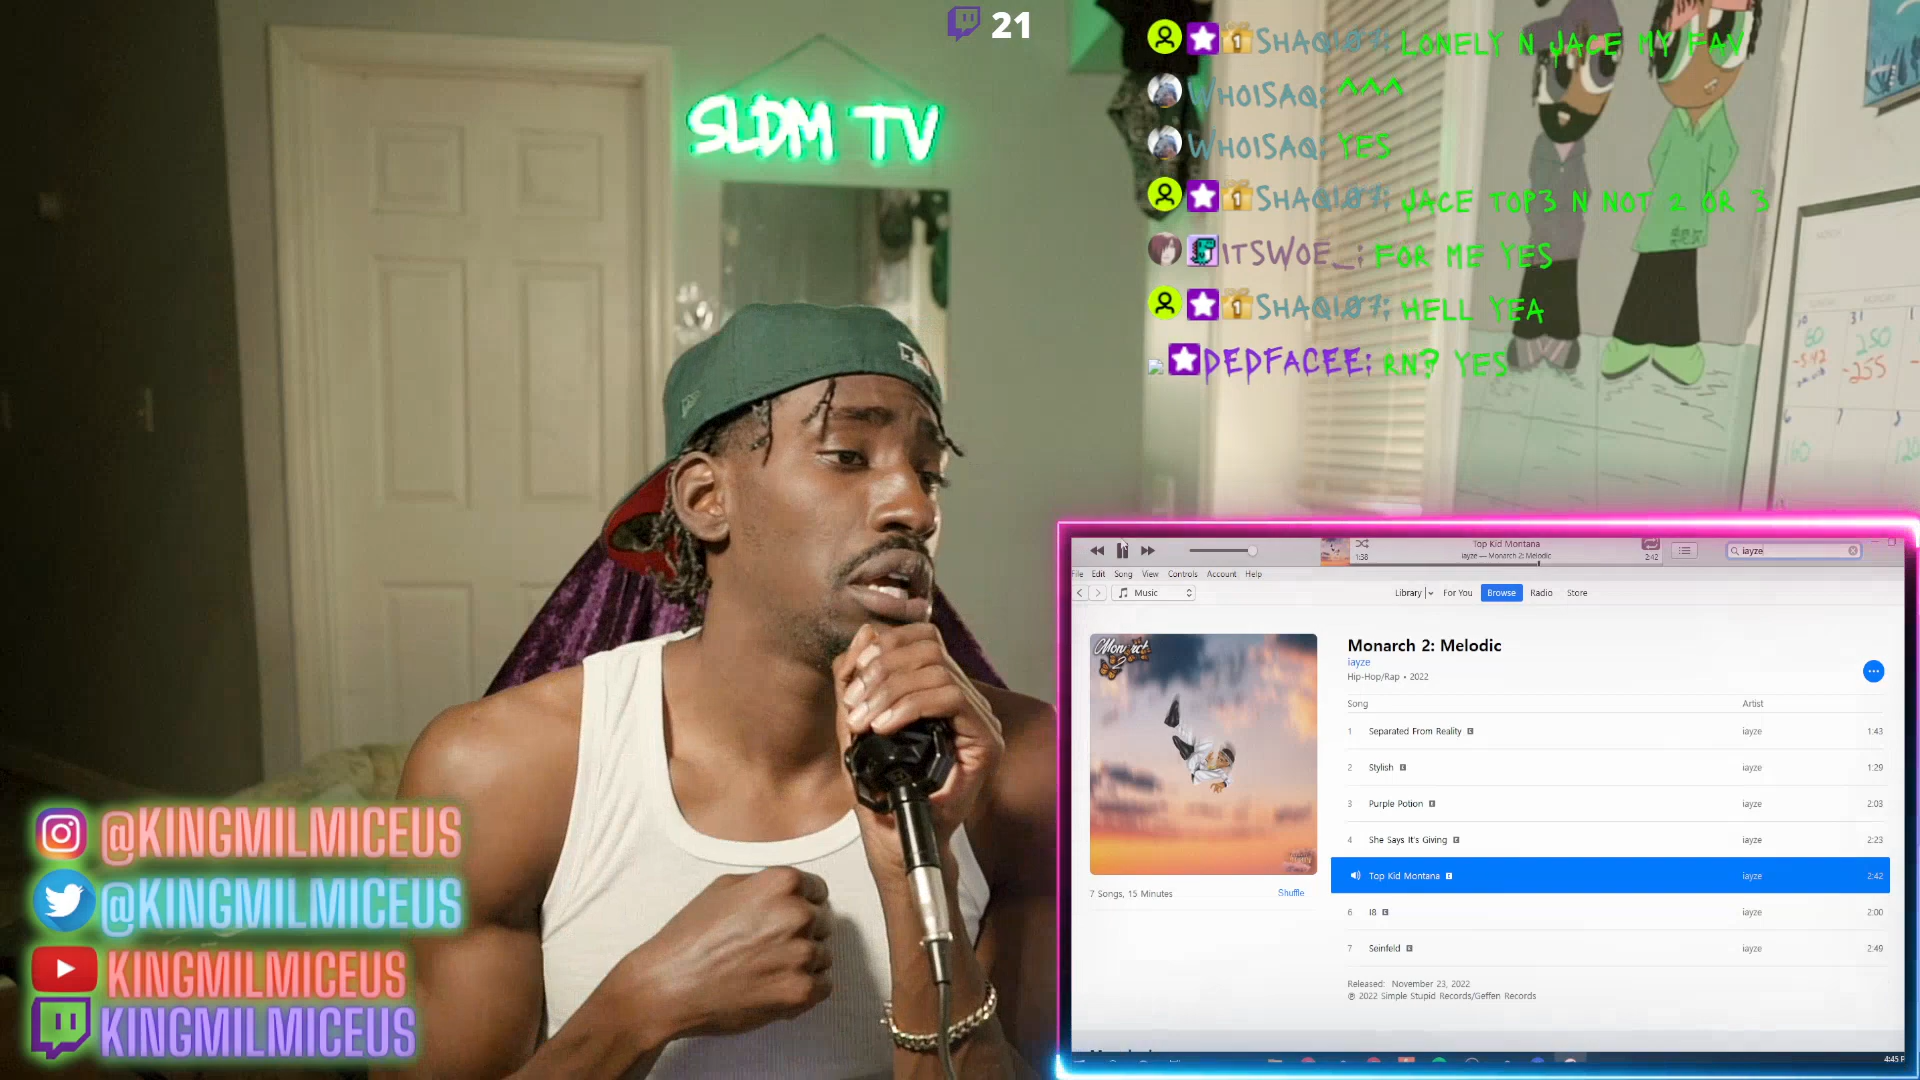 21
SLDM TV
SHAQ107: LONELY N JACE MY FAV
WHOISAQ: ^^^
WHOISAQ: YES
SHAQ107: JACE TOP3 N NOT 2 OR 3
ITSWOE_: FOR ME YES
SHAQ107: HELL YEA
DEDFACEE: RN? YES
@KINGMILMICEUS
@KINGMILMICEUS
KINGMILMICEUS
KINGMILMICEUS
Top Kid Montana
iayze — Monarch 2: Melodic
1:38
2:42
iayze
File Edit Song View Controls Account Help
Music
Library For You Browse Radio Store
Monarch 2
Monarch 2: Melodic
iayze
Hip-Hop/Rap • 2022
Song Artist
1 Separated From Reality E iayze 1:43
2 Stylish E iayze 1:29
3 Purple Potion E iayze 2:03
4 She Says It's Giving E iayze 2:23
Top Kid Montana E iayze 2:42
6 I8 E iayze 2:00
7 Seinfeld E iayze 2:49
7 Songs, 15 Minutes
Shuffle
Released: November 23, 2022
℗ 2022 Simple Stupid Records/Geffen Records
4:45 P